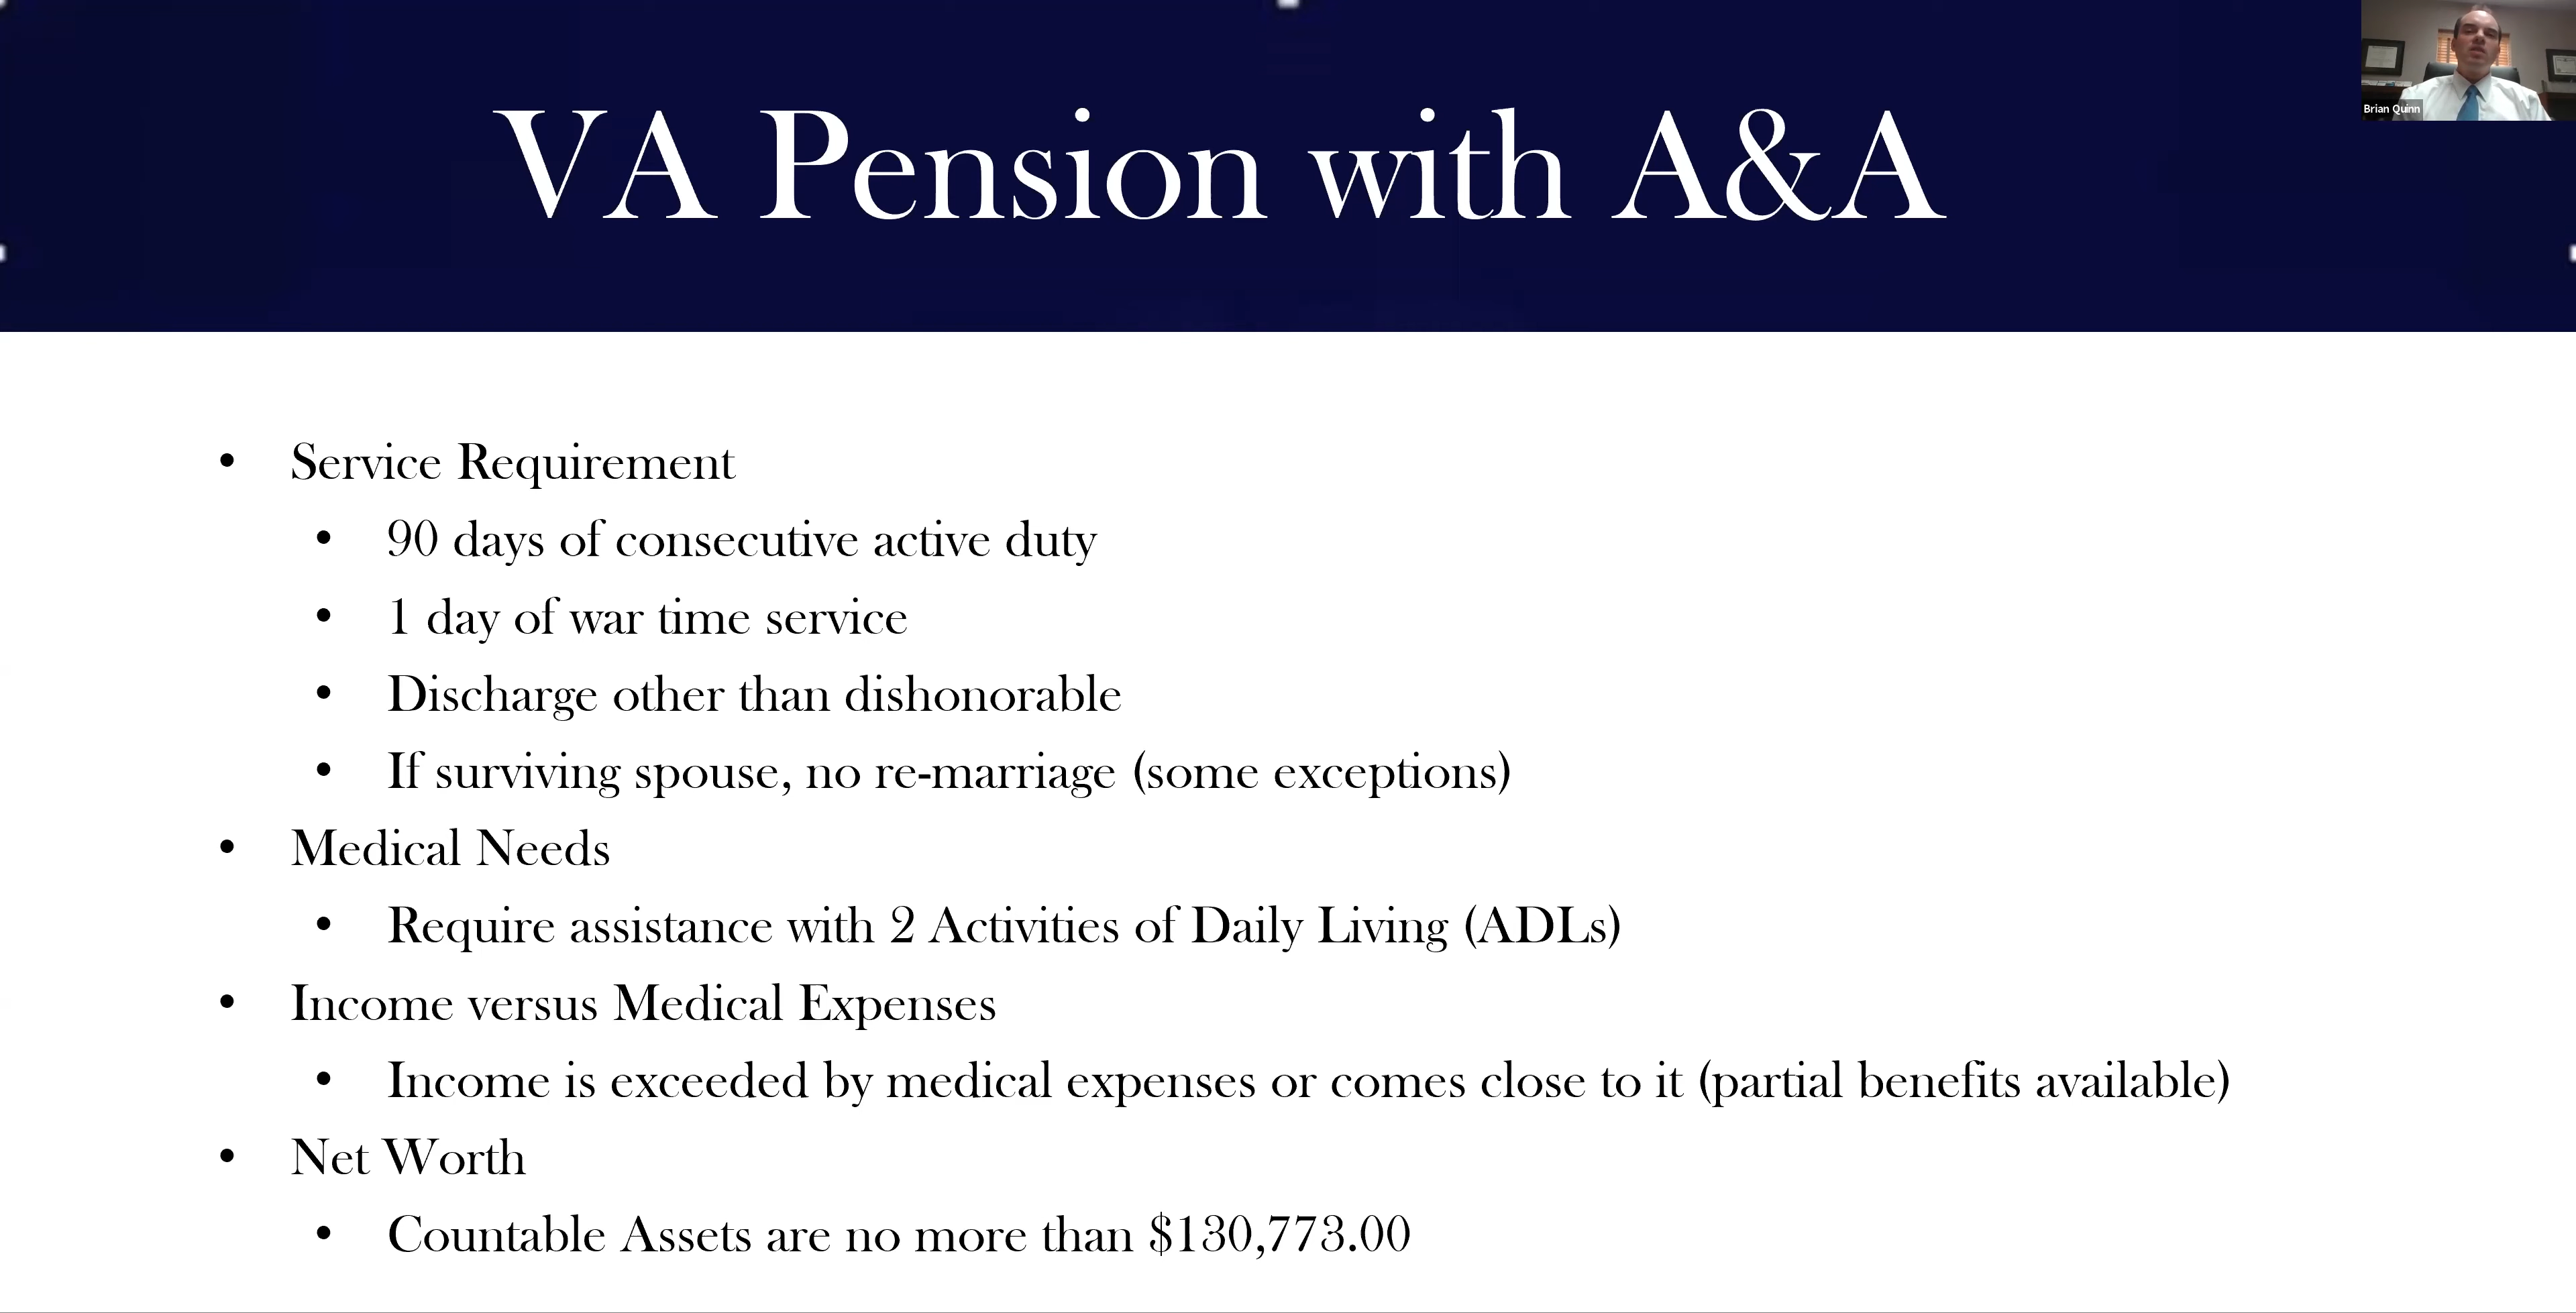 VA Pension with A&A
Brian Quinn
• Service Requirement
• 90 days of consecutive active duty
• 1 day of war time service
• Discharge other than dishonorable
• If surviving spouse, no re-marriage (some exceptions)
• Medical Needs
• Require assistance with 2 Activities of Daily Living (ADLs)
• Income versus Medical Expenses
• Income is exceeded by medical expenses or comes close to it (partial benefits available)
• Net Worth
• Countable Assets are no more than $130,773.00